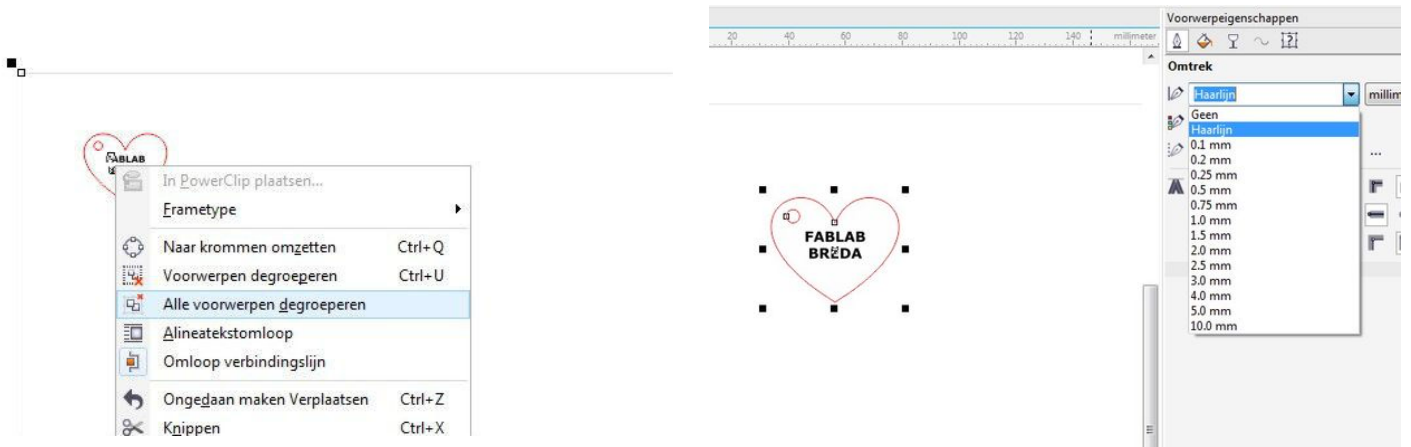 FABLAB
In PowerClip plaatsen...
Frametype
Naar krommen omzetten Ctrl+Q
Voorwerpen degroeperen Ctrl+U
Alle voorwerpen degroeperen
Alineatekstomloop
Omloop verbindingslijn
Ongedaan maken Verplaatsen Ctrl+Z
Knippen Ctrl+X
20 40 60 80 100 120 140 millimeter
FABLAB
BREDA
Voorwerpeigenschappen
Omtrek
Haarlijn millim
Geen
Haarlijn
0.1 mm
0.2 mm
0.25 mm
0.5 mm
0.75 mm
1.0 mm
1.5 mm
2.0 mm
2.5 mm
3.0 mm
4.0 mm
5.0 mm
10.0 mm
...